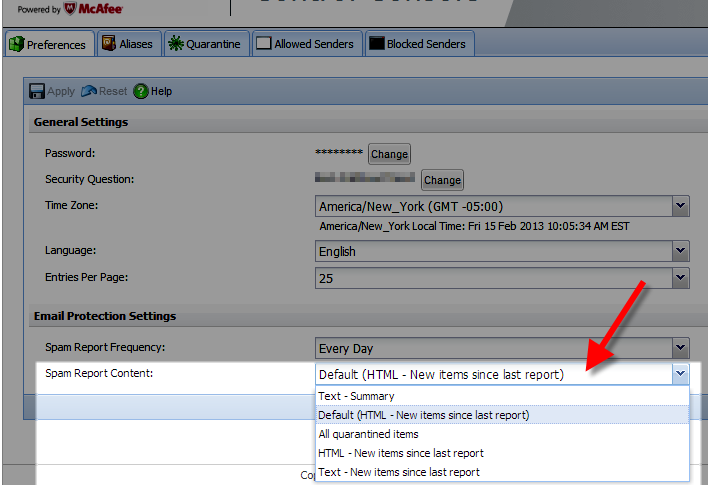 Powered by McAfee
Preferences Aliases Quarantine Allowed Senders Blocked Senders
Apply Reset Help
General Settings
Password: ******** Change
Security Question: Change
Time Zone: America/New_York (GMT -05:00)
America/New_York Local Time: Fri 15 Feb 2013 10:05:34 AM EST
Language: English
Entries Per Page: 25
Email Protection Settings
Spam Report Frequency: Every Day
Spam Report Content: Default (HTML - New items since last report)
Text - Summary
Default (HTML - New items since last report)
All quarantined items
HTML - New items since last report
Text - New items since last report